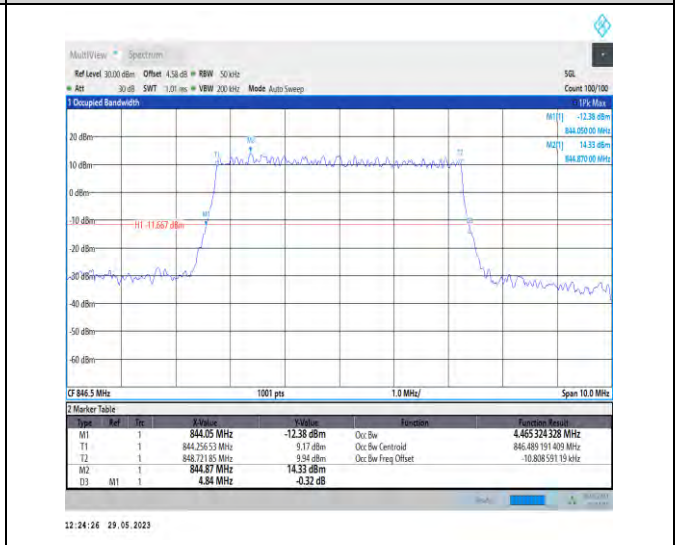 MultiView Spectrum
Ref Level 30.00 dBm Offset 4.58 dB RBW 50 kHz SGL
Att 30 dB SWT 1.01 ms VBW 200 kHz Mode Auto Sweep Count 100/100
1 Occupied Bandwidth 1Pk Max
M1[1] -12.38 dBm
844.050 00 MHz
M2[1] 14.33 dBm
844.870 00 MHz
20 dBm
M2
T1
T2
10 dBm
0 dBm
M1
-10 dBm
H1 -11.667 dBm
D3
-20 dBm
-30 dBm
-40 dBm
-50 dBm
-60 dBm
CF 846.5 MHz 1001 pts 1.0 MHz/ Span 10.0 MHz
2 Marker Table
Type Ref Trc X-Value Y-Value Function Function Result
M1 1 844.05 MHz -12.38 dBm Occ Bw 4.465 324 328 MHz
T1 1 844.256 53 MHz 9.17 dBm Occ Bw Centroid 846.489 191 409 MHz
T2 1 848.721 85 MHz 9.94 dBm Occ Bw Freq Offset -10.808 591 19 kHz
M2 1 844.87 MHz 14.33 dBm
D3 M1 1 4.84 MHz -0.32 dB
12:24:26 29.05.2023